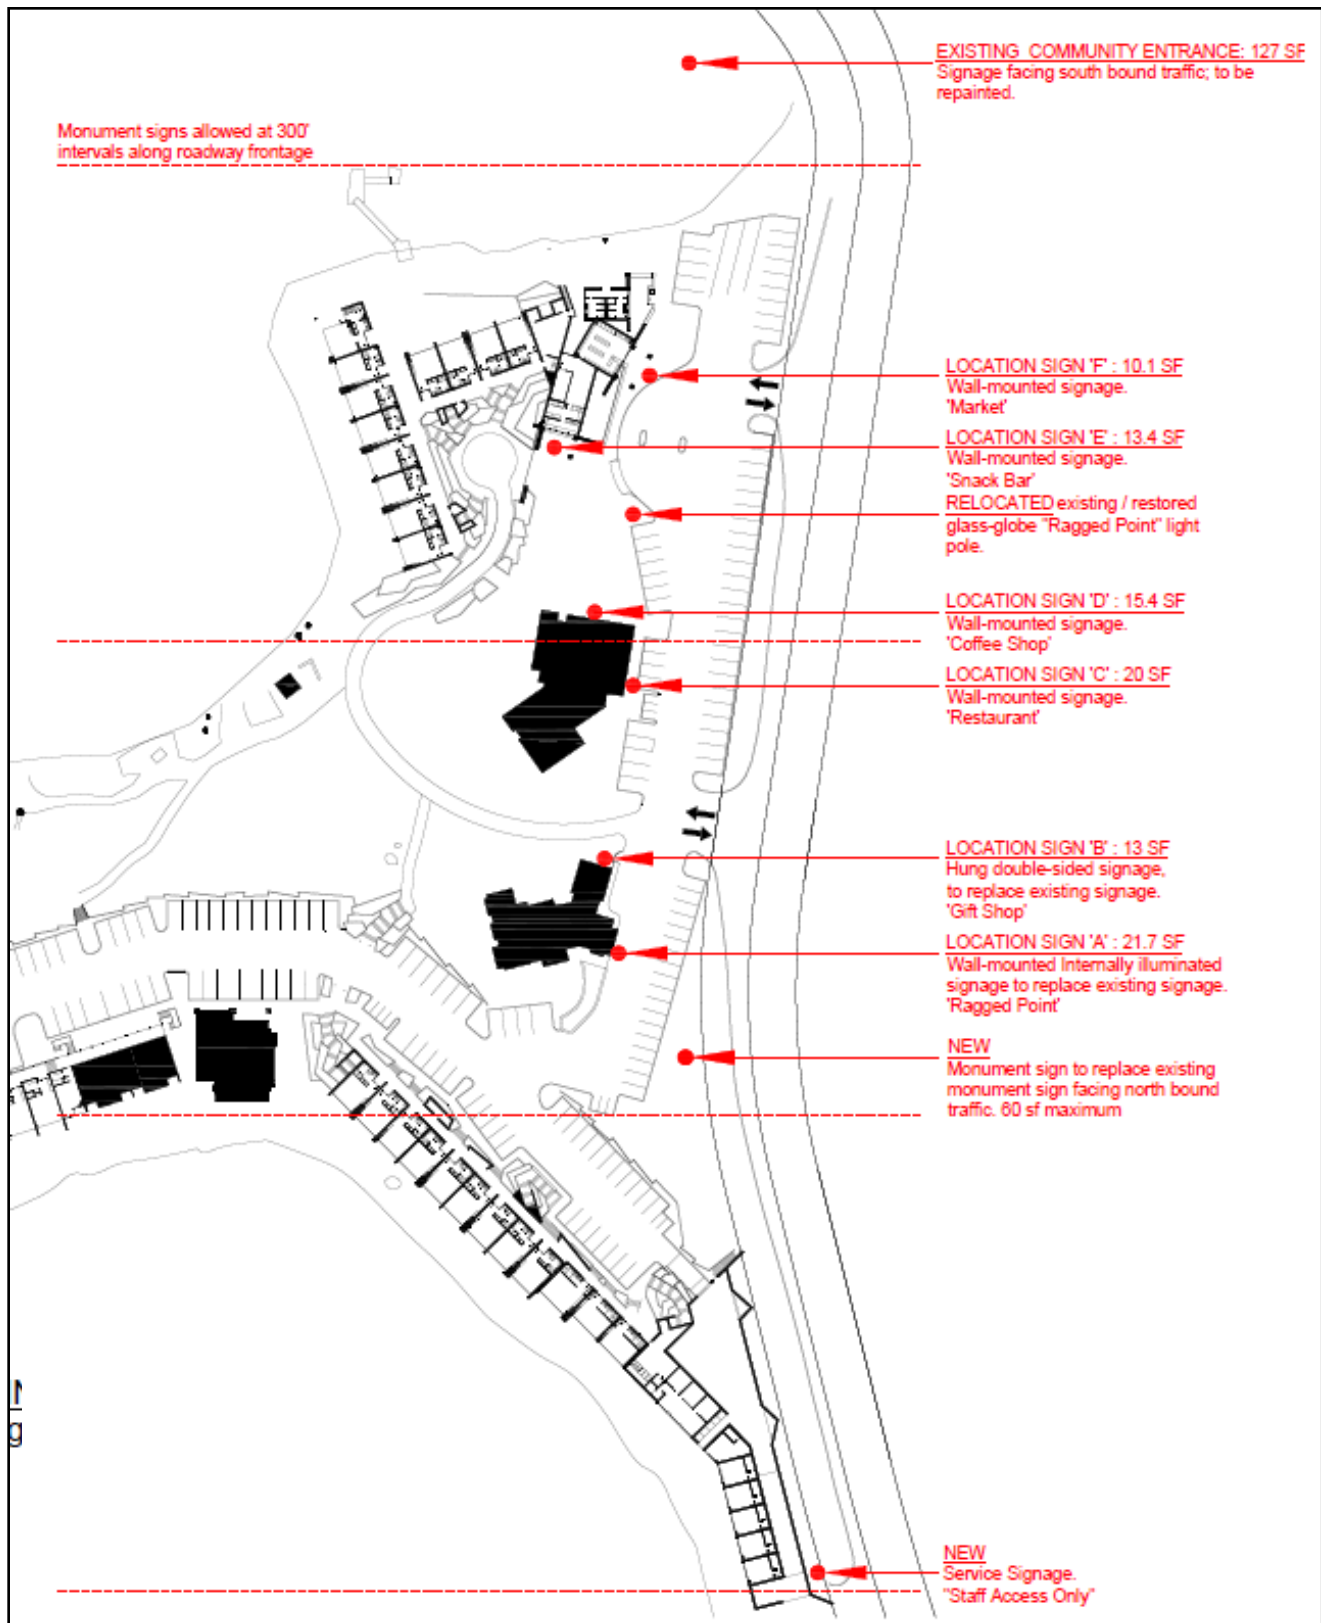 EXISTING COMMUNITY ENTRANCE: 127 SF
Signage facing south bound traffic; to be
repainted.
Monument signs allowed at 300'
intervals along roadway frontage
LOCATION SIGN 'F' : 10.1 SF
Wall-mounted signage.
'Market'
LOCATION SIGN 'E' : 13.4 SF
Wall-mounted signage.
'Snack Bar'
RELOCATED existing / restored
glass-globe "Ragged Point" light
pole.
LOCATION SIGN 'D' : 15.4 SF
Wall-mounted signage.
'Coffee Shop'
LOCATION SIGN 'C' : 20 SF
Wall-mounted signage.
'Restaurant'
LOCATION SIGN 'B' : 13 SF
Hung double-sided signage,
to replace existing signage.
'Gift Shop'
LOCATION SIGN 'A' : 21.7 SF
Wall-mounted Internally illuminated
signage to replace existing signage.
'Ragged Point'
NEW
Monument sign to replace existing
monument sign facing north bound
traffic. 60 sf maximum
NEW
Service Signage.
"Staff Access Only"